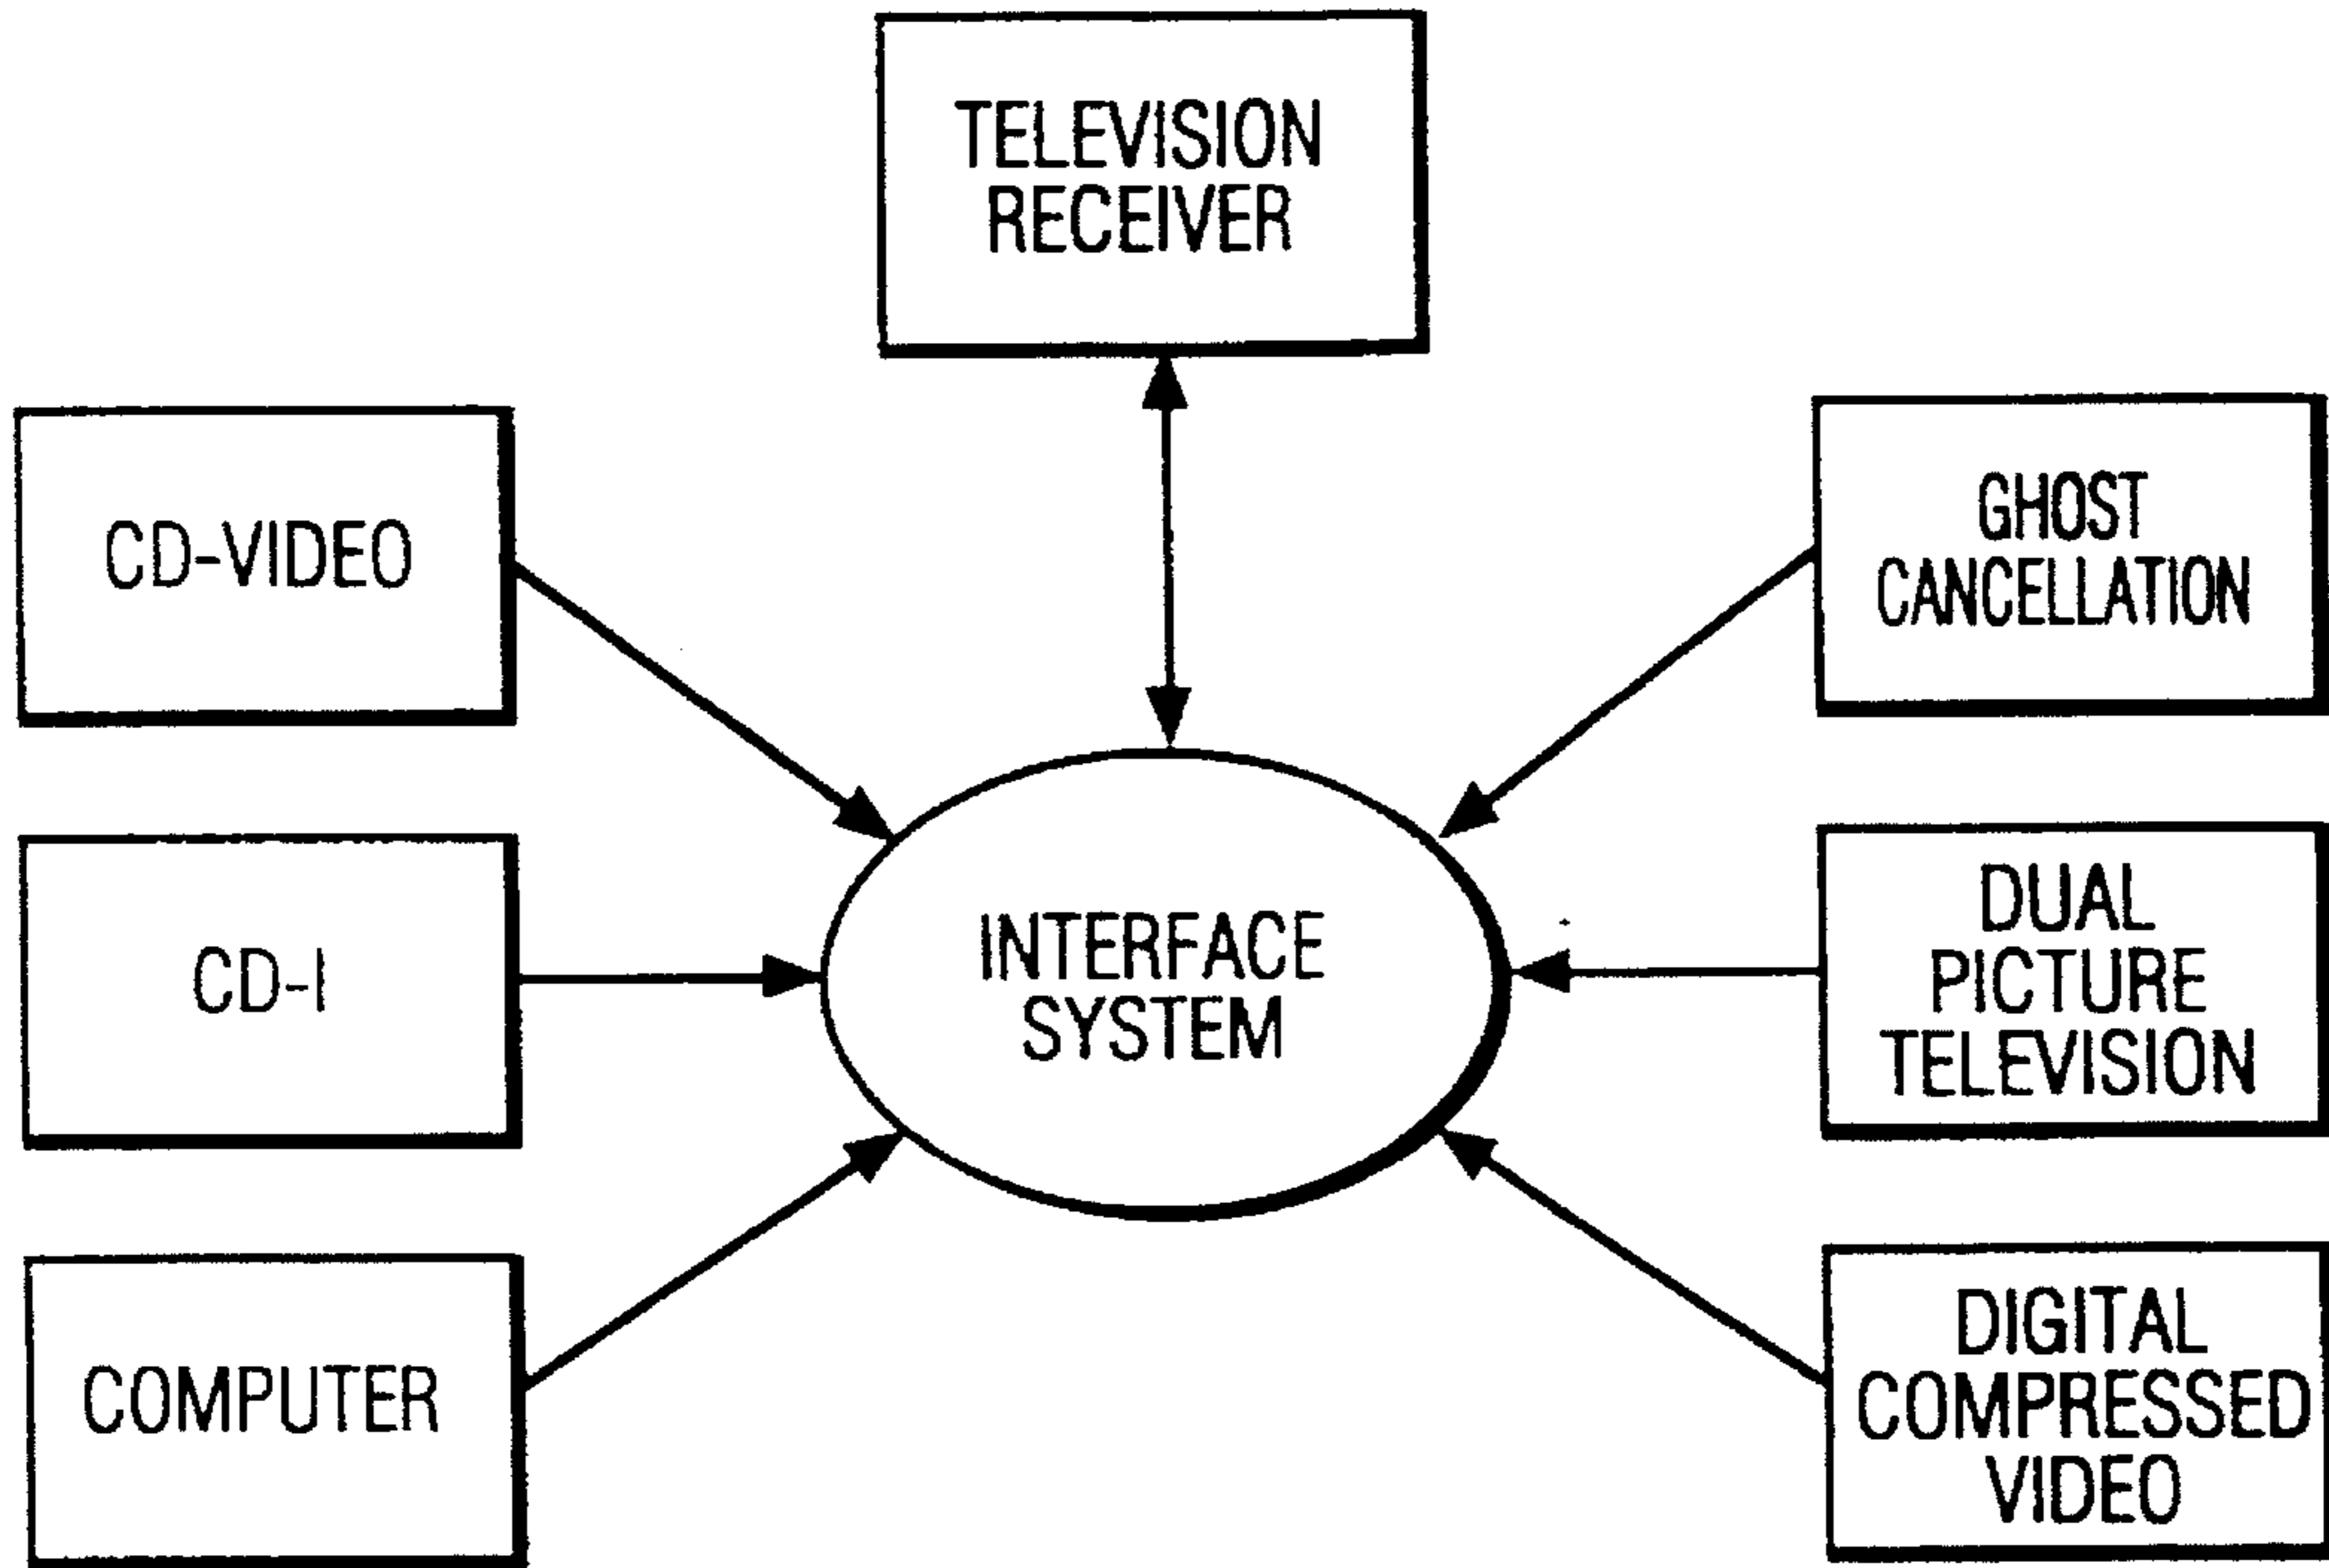 TELEVISION
RECEIVER
CD-VIDEO
GHOST
CANCELLATION
CD-I
INTERFACE
SYSTEM
DUAL
PICTURE
TELEVISION
COMPUTER
DIGITAL
COMPRESSED
VIDEO